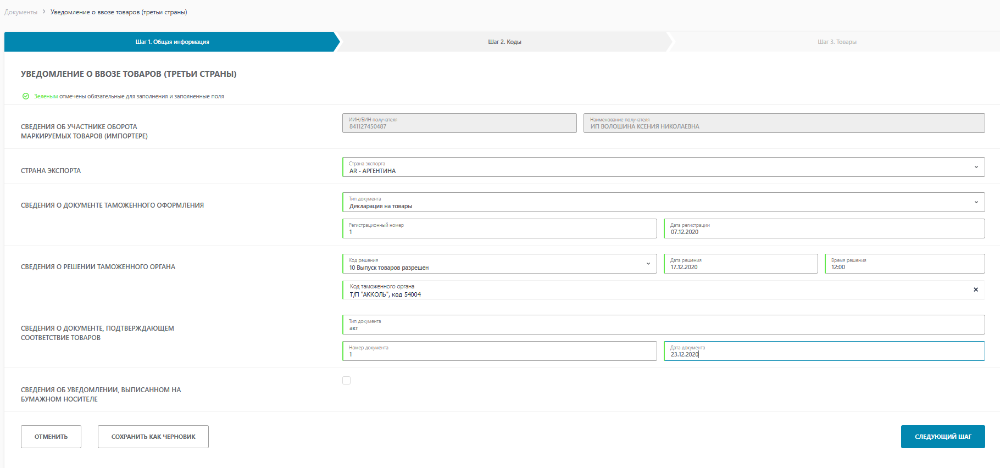 Документы > Уведомление о ввозе товаров (третьи страны)
Шаг 1. Общая информация
Шаг 2. Коды
Шаг 3. Товары
УВЕДОМЛЕНИЕ О ВВОЗЕ ТОВАРОВ (ТРЕТЬИ СТРАНЫ)
Зеленым отмечены обязательные для заполнения и заполненные поля
СВЕДЕНИЯ ОБ УЧАСТНИКЕ ОБОРОТА
МАРКИРУЕМЫХ ТОВАРОВ (ИМПОРТЕРЕ)
ИИН/БИН получателя
841127450487
Наименование получателя
ИП ВОЛОШИНА КСЕНИЯ НИКОЛАЕВНА
СТРАНА ЭКСПОРТА
Страна экспорта
AR - АРГЕНТИНА
СВЕДЕНИЯ О ДОКУМЕНТЕ ТАМОЖЕННОГО ОФОРМЛЕНИЯ
Тип документа
Декларация на товары
Регистрационный номер
1
Дата регистрации
07.12.2020
СВЕДЕНИЯ О РЕШЕНИИ ТАМОЖЕННОГО ОРГАНА
Код решения
10 Выпуск товаров разрешен
Дата решения
17.12.2020
Время решения
12:00
Код таможенного органа
Т/П "АККОЛЬ", код 54004
СВЕДЕНИЯ О ДОКУМЕНТЕ, ПОДТВЕРЖДАЮЩЕМ
СООТВЕТСТВИЕ ТОВАРОВ
Тип документа
акт
Номер документа
1
Дата документа
23.12.2020
СВЕДЕНИЯ ОБ УВЕДОМЛЕНИИ, ВЫПИСАННОМ НА
БУМАЖНОМ НОСИТЕЛЕ
ОТМЕНИТЬ
СОХРАНИТЬ КАК ЧЕРНОВИК
СЛЕДУЮЩИЙ ШАГ